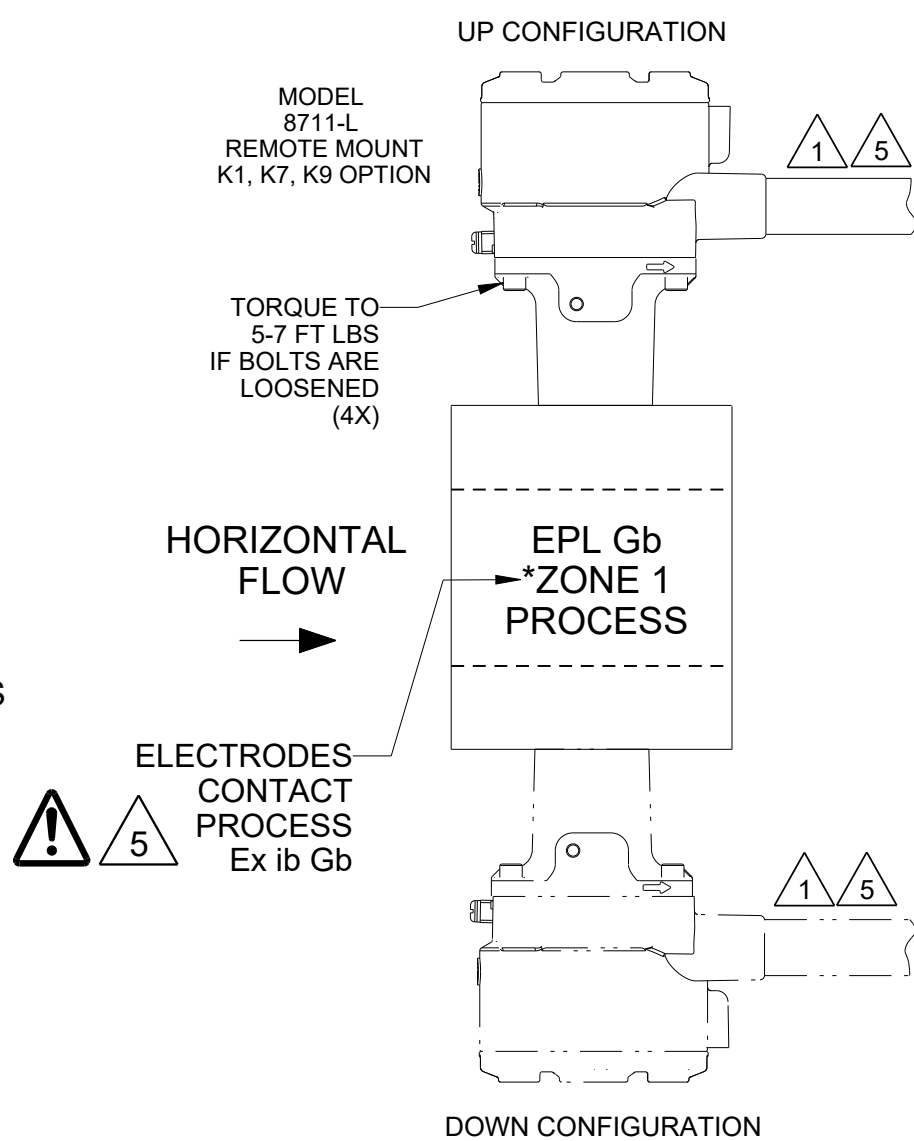 UP CONFIGURATION
MODEL
8711-L
REMOTE MOUNT
K1, K7, K9 OPTION
1
5
TORQUE TO
5-7 FT LBS
IF BOLTS ARE
LOOSENED
(4X)
HORIZONTAL
FLOW
EPL Gb
*ZONE 1
PROCESS
S
ELECTRODES
CONTACT
PROCESS
Ex ib Gb
!
5
1
5
DOWN CONFIGURATION